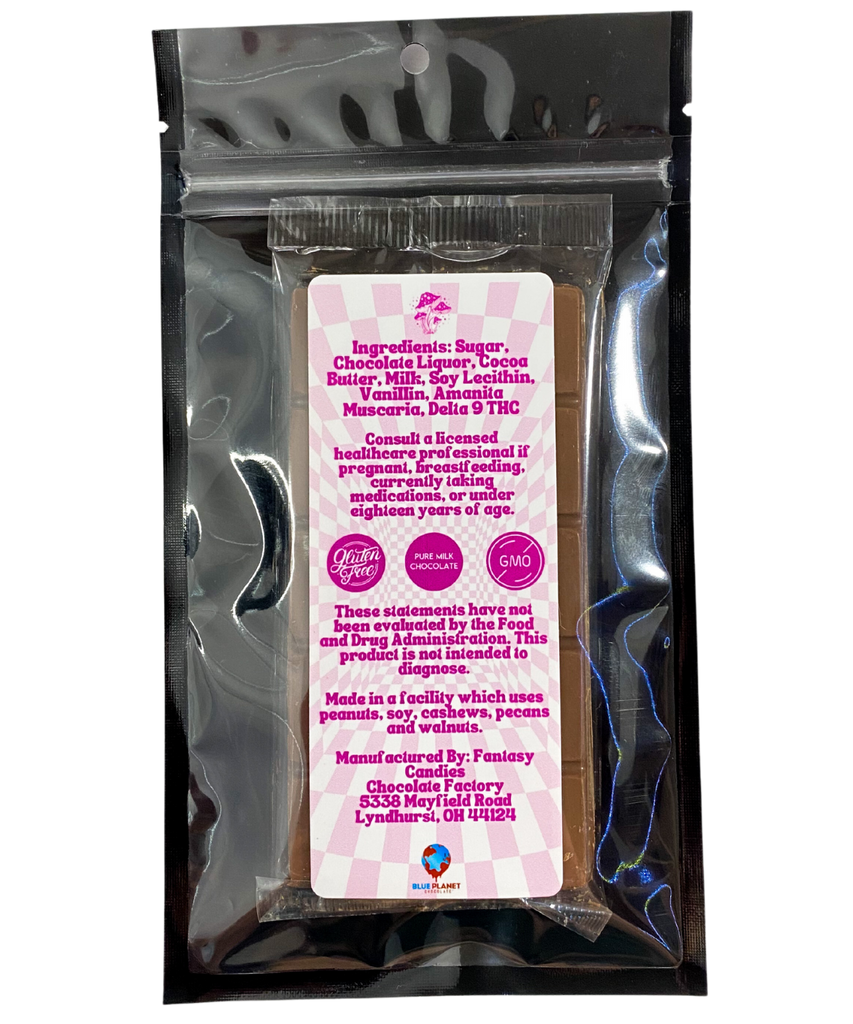 Ingredients: Sugar,
Chocolate Liquor, Cocoa
Butter, Milk, Soy Lecithin,
Vanillin, Amanita
Muscaria, Delta 9 THC
Consult a licensed
healthcare professional if
pregnant, breastfeeding,
currently taking
medications, or under
eighteen years of age.
Gluten
Free
PURE MILK
CHOCOLATE
GMO
These statements have not
been evaluated by the Food
and Drug Administration. This
product is not intended to
diagnose.
Made in a facility which uses
peanuts, soy, cashews, pecans
and walnuts.
Manufactured By: Fantasy
Candies
Chocolate Factory
5338 Mayfield Road
Lyndhurst, OH 44124
BLUE PLANET
CHOCOLATE